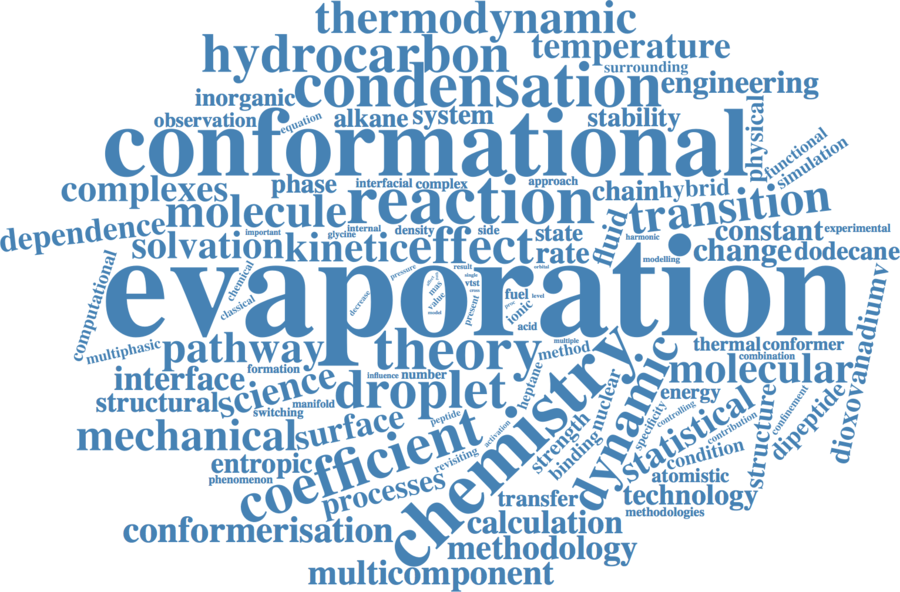 thermodynamic
hydrocarbon
temperature
surrounding
condensation
engineering
inorganic
observation
equation
alkane
system
stability
physical
functional
simulation
conformational
complexes
phase
interfacial
complex
approach
chain
hybrid
reaction
molecule
transition
dependence
important
glycine
internal
density
side
state
fluid
harmonic
constant
experimental
solvation
kinetic
effect
rate
change
dodecane
modelling
computational
chemical
classical
evaporation
pressure
result
orbital
decrease
mas
value
model
single
vtst
present
fuel
level
ionic
acid
vanadiumv
multiphasic
pathway
theory
multiple
method
thermal
conformer
combination
formation
interface
science
influence
number
droplet
heptane
molecular
structural
switching
manifold
peptide
nuclear
dynamic
energy
specificity
controlling
contribution
confinement
dipeptide
dioxovanadiumv
mechanical
surface
coefficient
chemistry
activation
revisiting
strength
binding
statistical
condition
structure
entropic
phenomenon
processes
atomistic
technology
methodologies
transfer
conformerisation
calculation
methodology
multicomponent